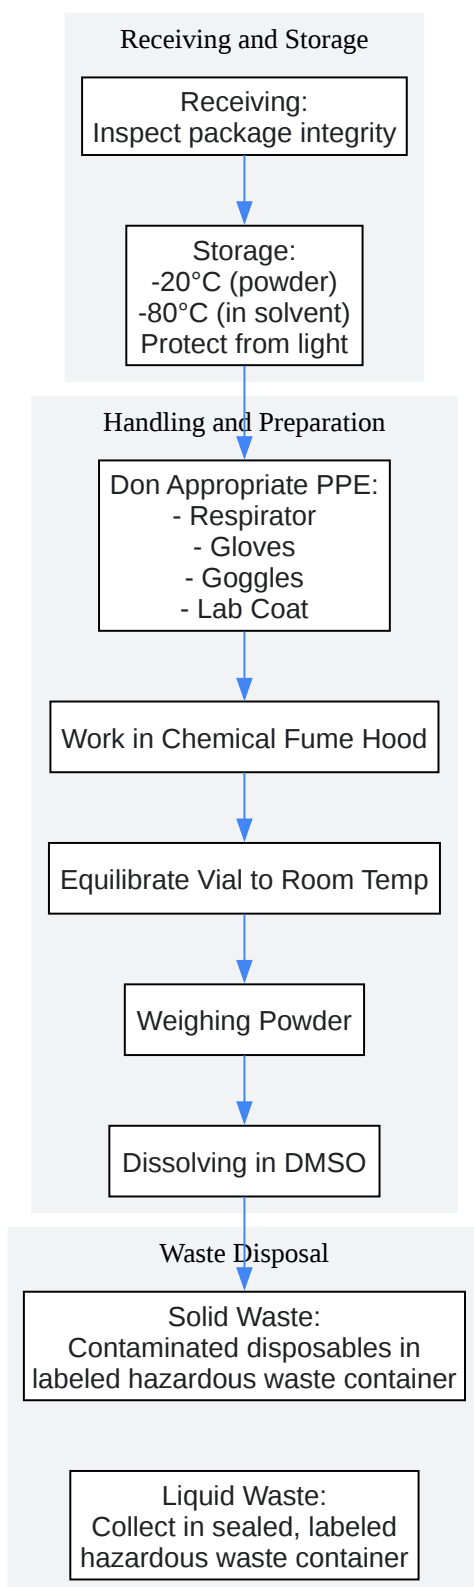 Receiving and Storage
Receiving:
Inspect package integrity
Storage:
-20°C (powder)
-80°C (in solvent)
Protect from light
Handling and Preparation
Don Appropriate PPE:
- Respirator
- Gloves
- Goggles
- Lab Coat
Work in Chemical Fume Hood
Equilibrate Vial to Room Temp
Weighing Powder
Dissolving in DMSO
Waste Disposal
Solid Waste:
Contaminated disposables in
labeled hazardous waste container
Liquid Waste:
Collect in sealed, labeled
hazardous waste container